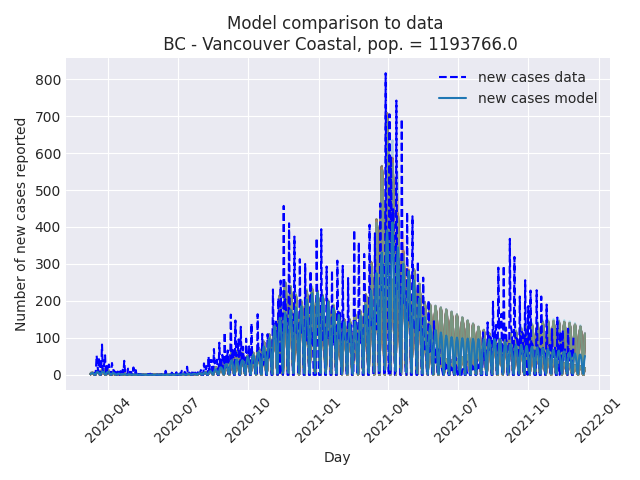 Model comparison to data
BC - Vancouver Coastal, pop. = 1193766.0
new cases data
new cases model
Number of new cases reported
800
700
600
500
400
300
200
100
0
2020-04
2020-07
2020-10
2021-01
2021-04
2021-07
2021-10
2022-01
Day